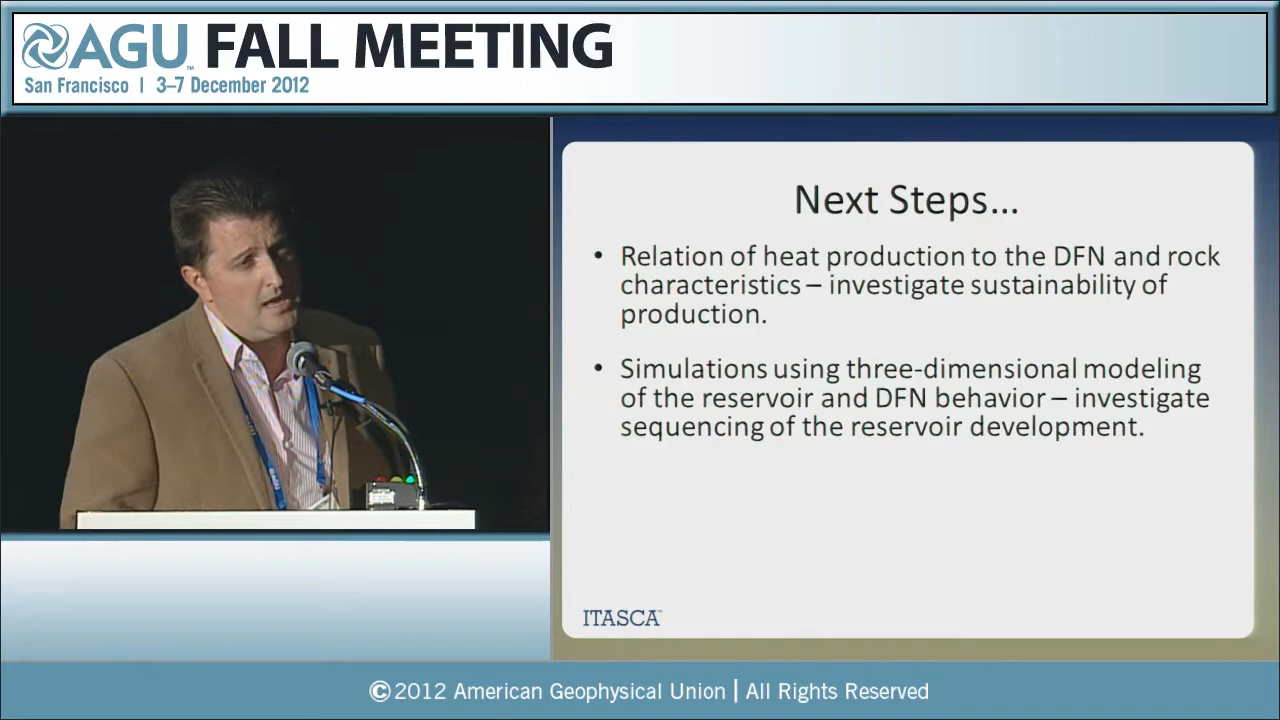 AGU™ FALL MEETING
San Francisco | 3–7 December 2012
Next Steps...
• Relation of heat production to the DFN and rock
characteristics – investigate sustainability of
production.
• Simulations using three-dimensional modeling
of the reservoir and DFN behavior – investigate
sequencing of the reservoir development.
ITASCA™
©2012 American Geophysical Union | All Rights Reserved